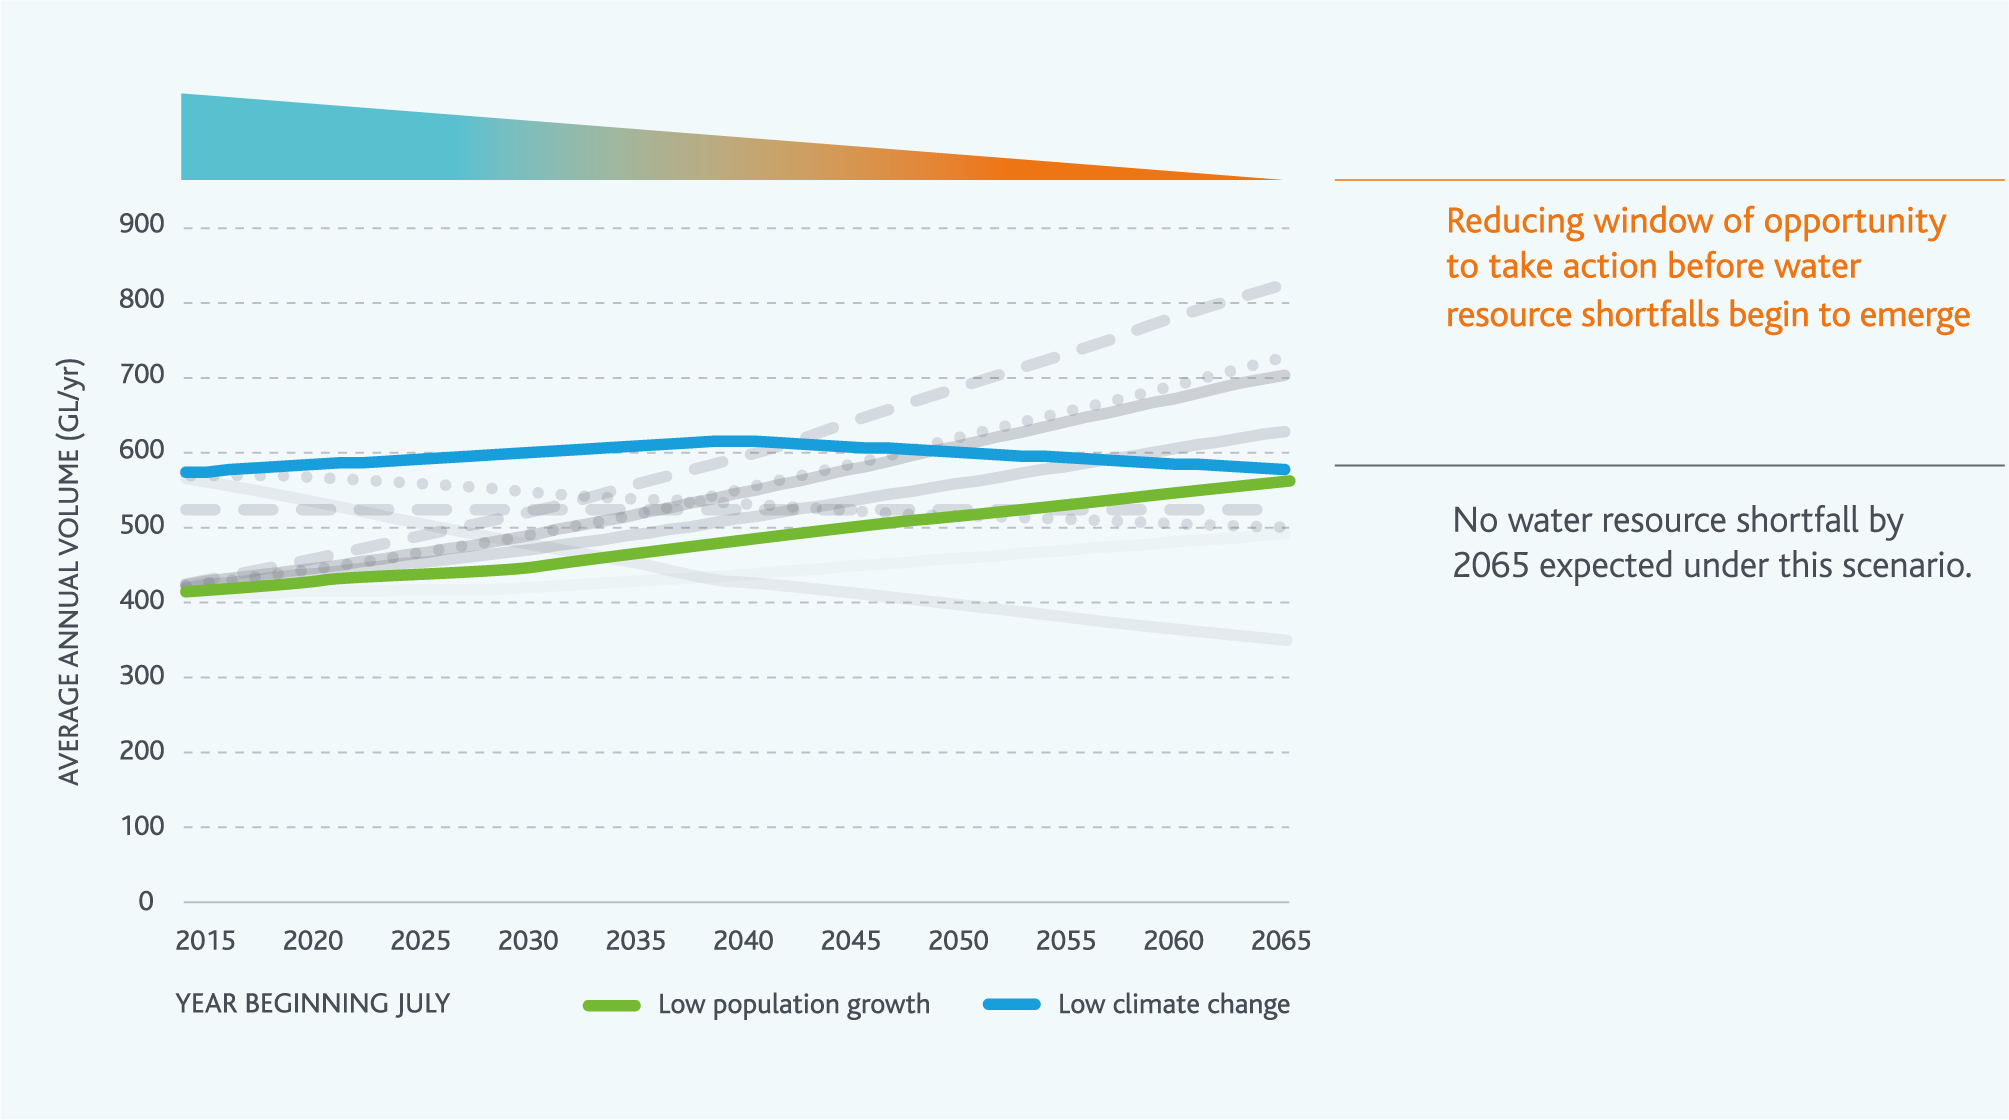 900
800
700
600
500
400
300
200
100
0
AVERAGE ANNUAL VOLUME (GL/yr)
2015 2020 2025 2030 2035 2040 2045 2050 2055 2060 2065
YEAR BEGINNING JULY
Low population growth
Low climate change
Reducing window of opportunity
to take action before water
resource shortfalls begin to emerge
No water resource shortfall by
2065 expected under this scenario.